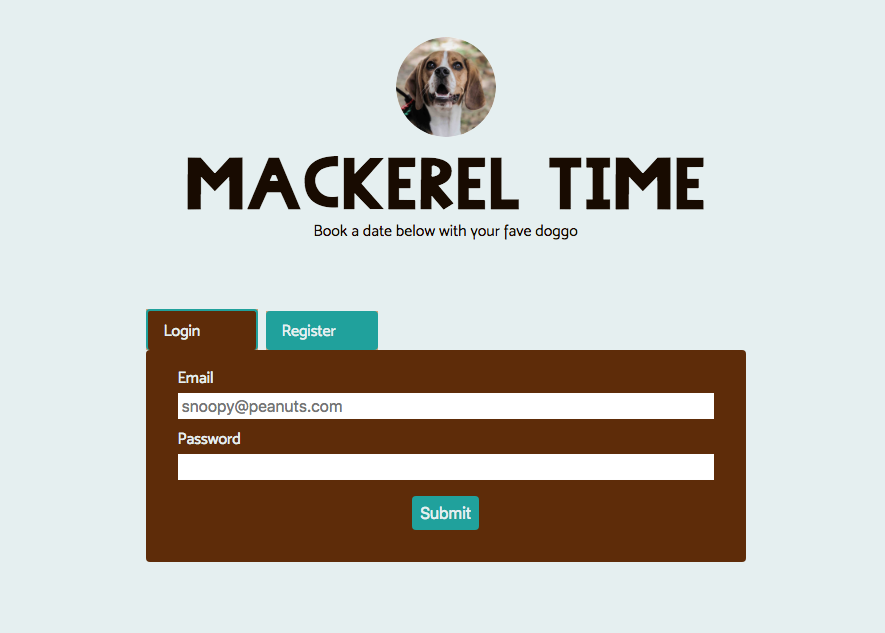 MACKEREL TIME
Book a date below with your fave doggo
Login
Register
Email
snoopy@peanuts.com
Password
Submit